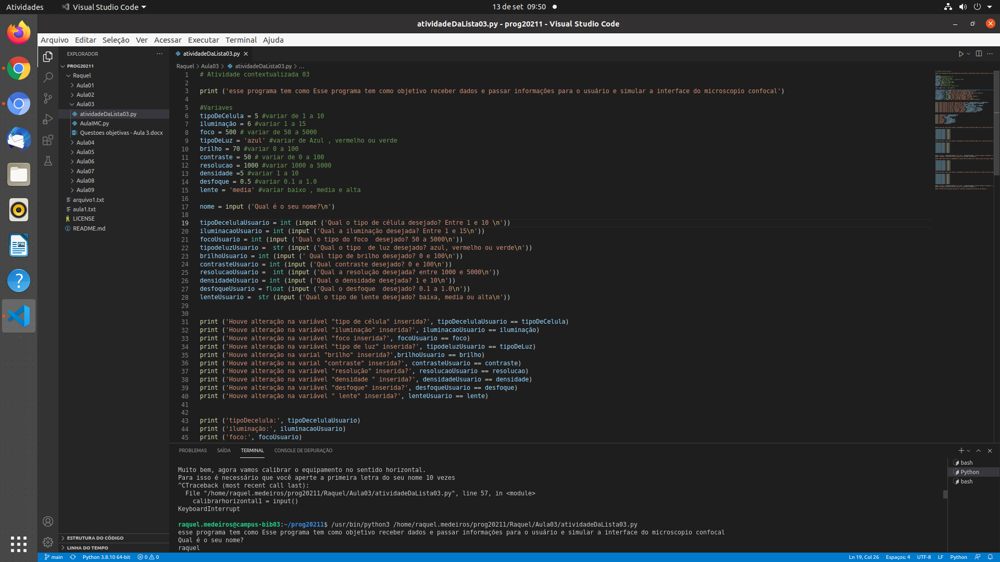 Atividades
Visual Studio Code
13 de set 09:50
atividadeDaLista03.py - prog20211 - Visual Studio Code
Arquivo Editar Seleção Ver Acessar Executar Terminal Ajuda
EXPLORADOR
PROG20211
Raquel
Aula01
Aula02
Aula03
atividadeDaLista03.py
AulaIMC.py
Questoes objetivas - Aula 3.docx
Aula04
Aula05
Aula06
Aula07
Aula08
Aula09
arquivo1.txt
aula1.txt
LICENSE
README.md
ESTRUTURA DO CÓDIGO
LINHA DO TEMPO
atividadeDaLista03.py
Raquel > Aula03 > atividadeDaLista03.py > ...
1 # Atividade contextualizada 03
2
3 print ('esse programa tem como Esse programa tem como objetivo receber dados e passar informações para o usuário e simular a interface do microscopio confocal')
4
5 #Variaves
6 tipoDeCelula = 5 #variar de 1 a 10
7 iluminação = 6 #variar 1 a 15
8 foco = 500 # variar de 50 a 5000
9 tipoDeLuz = 'azul' #variar de Azul , vermelho ou verde
10 brilho = 70 #variar 0 a 100
11 contraste = 50 # variar de 0 a 100
12 resolucao = 1000 #variar 1000 a 5000
13 densidade =5 #variar 1 a 10
14 desfoque = 0.5 #variar 0.1 a 1.0
15 lente = 'media' #variar baixo , media e alta
16
17 nome = input ('Qual é o seu nome?\n')
18
19 tipoDecelulaUsuario = int (input ('Qual o tipo de célula desejado? Entre 1 e 10 \n'))
20 iluminacaoUsuario = int (input ('Qual a iluminação desejada? Entre 1 e 15\n'))
21 focoUsuario = int (input ('Qual o tipo do foco  desejado? 50 a 5000\n'))
22 tipodeluzUsuario =  str (input ('Qual o tipo  de luz desejado? azul, vermelho ou verde\n'))
23 brilhoUsuario = int (input (' Qual tipo de brilho desejado? 0 e 100\n'))
24 contrasteUsuario = int (input ('Qual contraste desejado? 0 e 100\n'))
25 resolucaoUsuario =  int (input ('Qual a resolução desejada? entre 1000 e 5000\n'))
26 densidadeUsuario = int (input ('Qual o densidade desejada? 1 e 10\n'))
27 desfoqueUsuario = float (input ('Qual o desfoque  desejado? 0.1 a 1.0\n'))
28 lenteUsuario =  str (input ('Qual o tipo de lente desejado? baixa, media ou alta\n'))
29
30
31 print ('Houve alteração na variável "tipo de célula" inserida?', tipoDecelulaUsuario == tipoDeCelula)
32 print ('Houve alteração na variável "iluminação" inserida?', iluminacaoUsuario == iluminação)
33 print ('Houve alteração na variável "foco inserida?', focoUsuario == foco)
34 print ('Houve alteração na variável "tipo de luz" inserida?', tipodeluzUsuario == tipoDeLuz)
35 print ('Houve alteração na varial "brilho" inserida?',brilhoUsuario == brilho)
36 print ('Houve alteração na varial "contraste" inserida?', contrasteUsuario == contraste)
37 print ('Houve alteração na variável "resolução" inserida?', resolucaoUsuario == resolucao)
38 print ('Houve alteração na variável "densidade " inserida?', densidadeUsuario == densidade)
39 print ('Houve alteração na variável "desfoque" inserida?', desfoqueUsuario == desfoque)
40 print ('Houve alteração na variável " lente" inserida?', lenteUsuario == lente)
41
42
43 print ('tipoDecelula:', tipoDecelulaUsuario)
44 print ('iluminação:', iluminacaoUsuario)
45 print ('foco:', focoUsuario)
PROBLEMAS SAÍDA TERMINAL CONSOLE DE DEPURAÇÃO
Muito bem, agora vamos calibrar o equipamento no sentido horizontal.
Para isso é necessário que você aperte a primeira letra do seu nome 10 vezes
^CTraceback (most recent call last):
File "/home/raquel.medeiros/prog20211/Raquel/Aula03/atividadeDaLista03.py", line 57, in <module>
calibrarhorizontal1 = input()
KeyboardInterrupt
raquel.medeiros@campus-bib03:~/prog20211$ /usr/bin/python3 /home/raquel.medeiros/prog20211/Raquel/Aula03/atividadeDaLista03.py
esse programa tem como Esse programa tem como objetivo receber dados e passar informações para o usuário e simular a interface do microscopio confocal
Qual é o seu nome?
raquel
bash
Python
bash
main
Python 3.8.10 64-bit
0 0
Ln 19, Col 26 Espaços: 4 UTF-8 LF Python